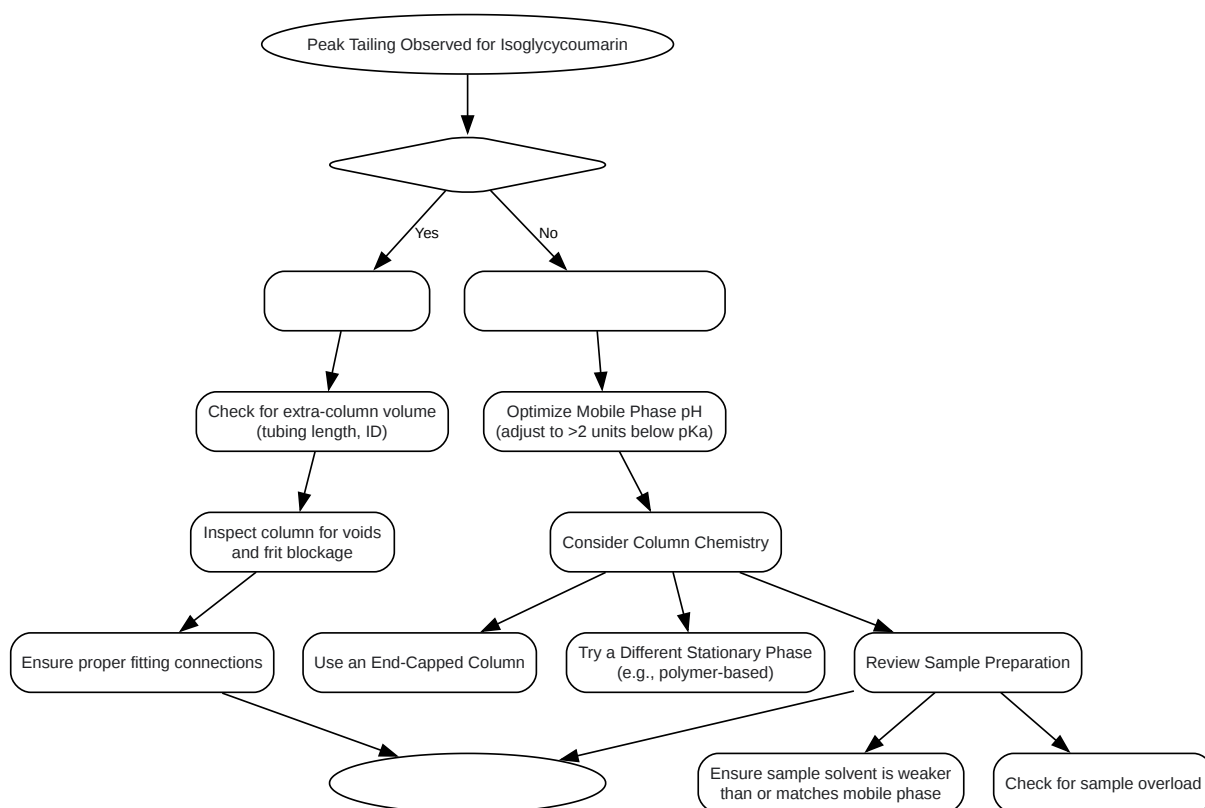 Peak Tailing Observed for Isoglycycoumarin
Yes
No
Check for extra-column volume
(tubing length, ID)
Optimize Mobile Phase pH
(adjust to >2 units below pKa)
Inspect column for voids
and frit blockage
Consider Column Chemistry
Ensure proper fitting connections
Use an End-Capped Column
Try a Different Stationary Phase
(e.g., polymer-based)
Review Sample Preparation
Ensure sample solvent is weaker
than or matches mobile phase
Check for sample overload